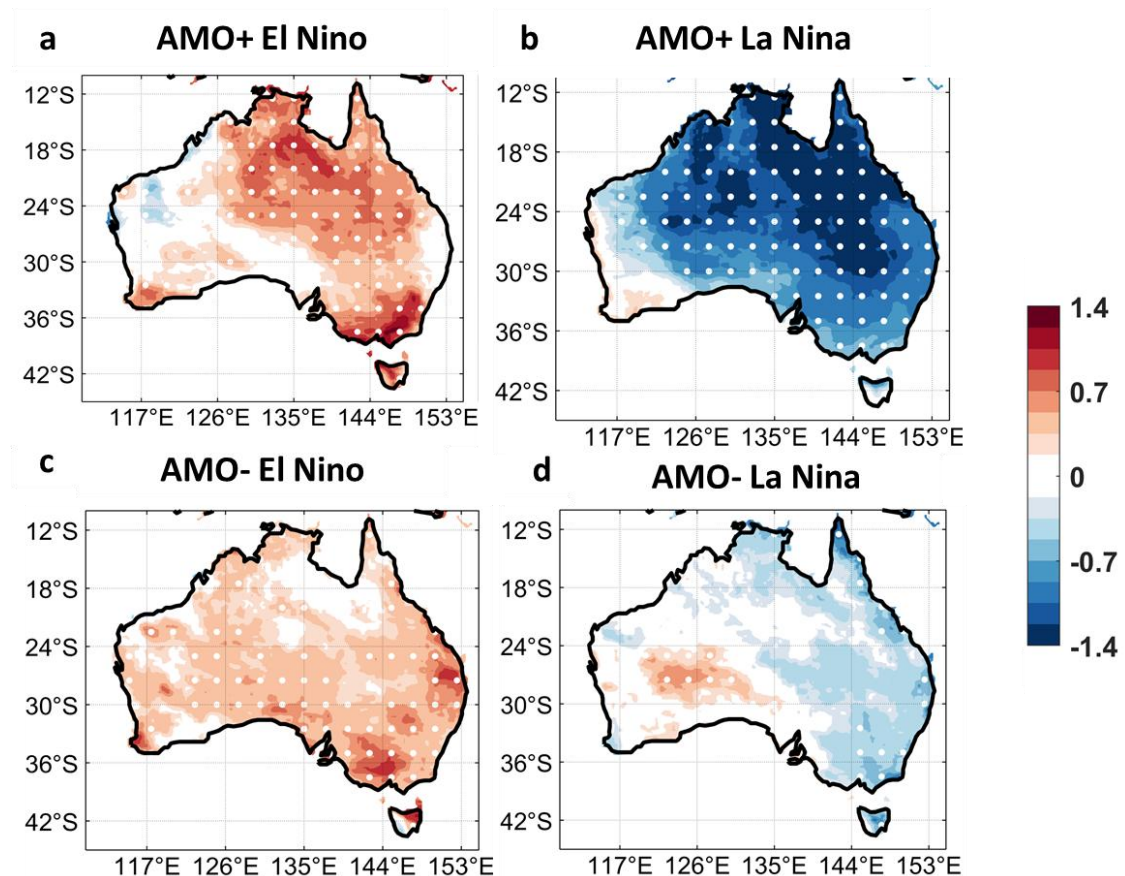 a AMO+ El Nino
12°S
18°S
24°S
30°S
36°S
42°S
117°E 126°E 135°E 144°E 153°E
b AMO+ La Nina
12°S
18°S
24°S
30°S
36°S
42°S
117°E 126°E 135°E 144°E 153°E
c AMO- El Nino
12°S
18°S
24°S
30°S
36°S
42°S
117°E 126°E 135°E 144°E 153°E
d AMO- La Nina
12°S
18°S
24°S
30°S
36°S
42°S
117°E 126°E 135°E 144°E 153°E
1.4
0.7
0
-0.7
-1.4